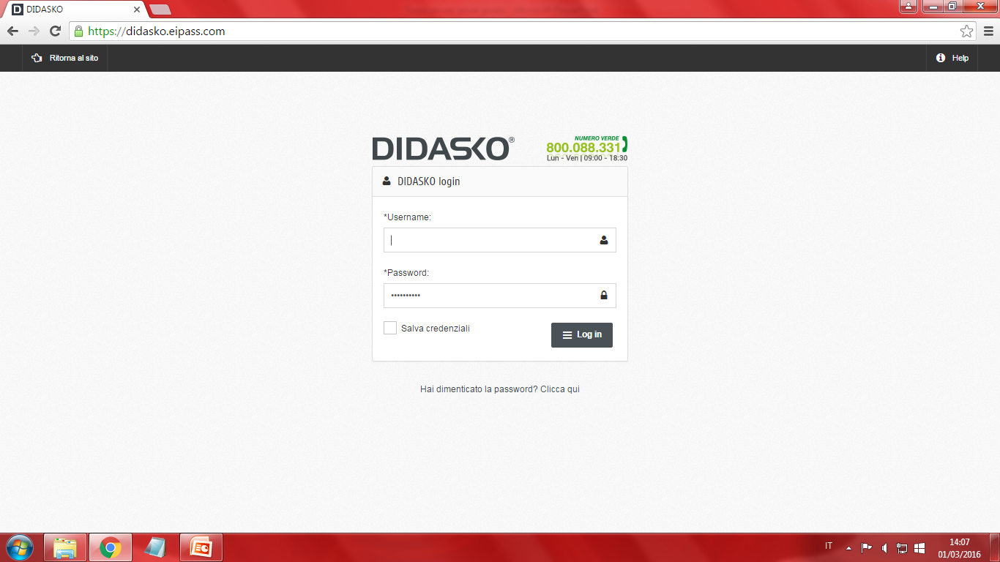 DIDASKO
https://didasko.eipass.com
Ritorna al sito
Help
DIDASKO®
NUMERO VERDE
800.088.331
Lun - Ven | 09:00 - 18:30
DIDASKO login
*Username:
*Password:
••••••••••
Salva credenziali
Log in
Hai dimenticato la password? Clicca qui
IT
14:07
01/03/2016